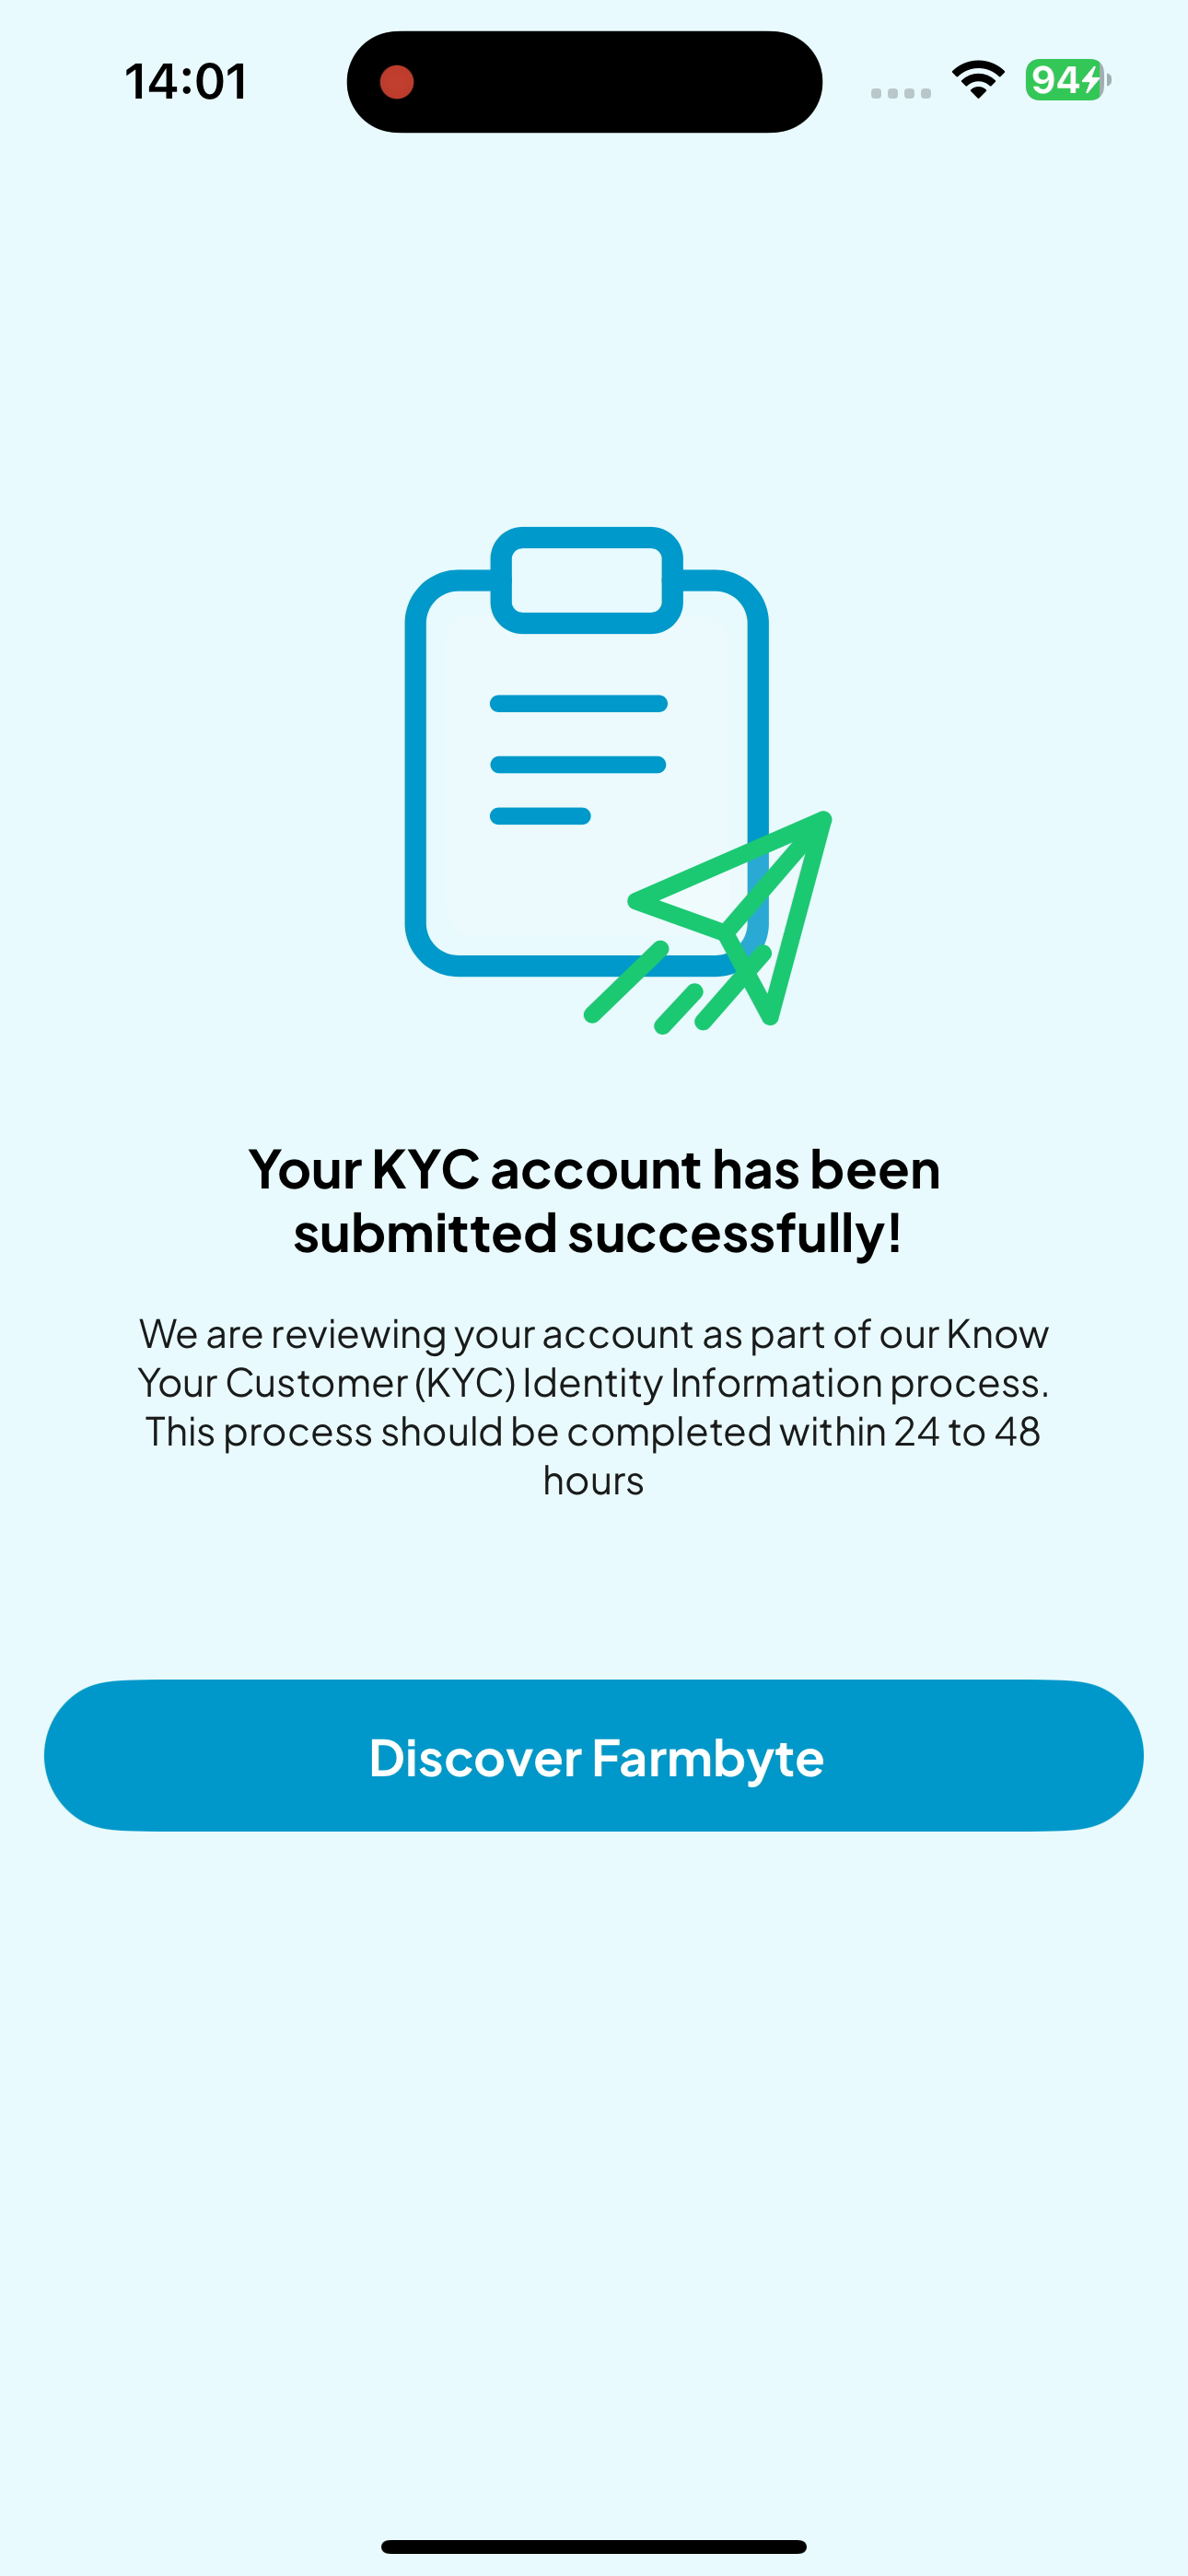 14:01
94
Your KYC account has been
submitted successfully!
We are reviewing your account as part of our Know
Your Customer (KYC) Identity Information process.
This process should be completed within 24 to 48
hours
Discover Farmbyte